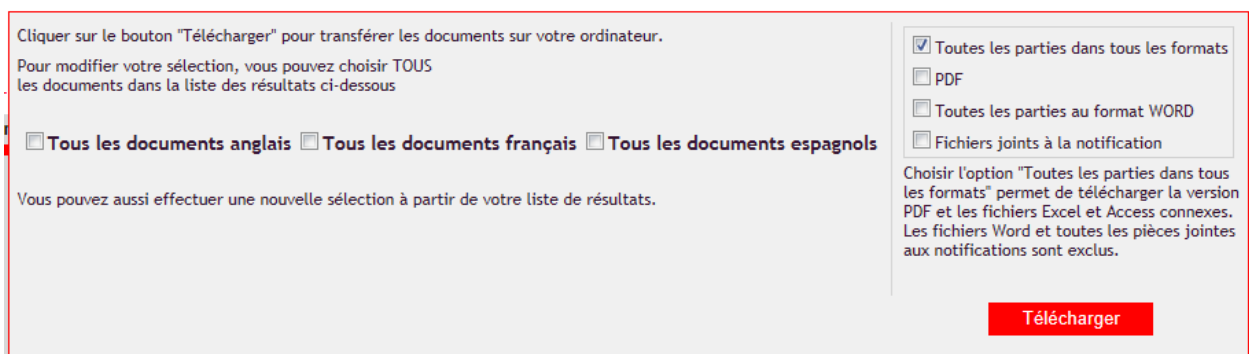 Cliquer sur le bouton "Télécharger" pour transférer les documents sur votre ordinateur.
Pour modifier votre sélection, vous pouvez choisir TOUS
les documents dans la liste des résultats ci-dessous
Tous les documents anglais Tous les documents français Tous les documents espagnols
Vous pouvez aussi effectuer une nouvelle sélection à partir de votre liste de résultats.
Toutes les parties dans tous les formats
PDF
Toutes les parties au format WORD
Fichiers joints à la notification
Choisir l'option "Toutes les parties dans tous
les formats" permet de télécharger la version
PDF et les fichiers Excel et Access connexes.
Les fichiers Word et toutes les pièces jointes
aux notifications sont exclus.
Télécharger